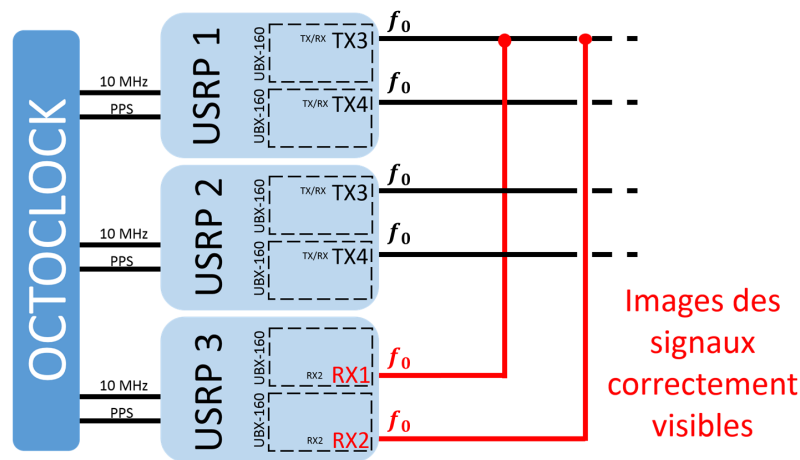 OCTOCLOCK
10 MHz
PPS
USRP 1
UBX-160
TX/RX TX3
f0
UBX-160
TX/RX TX4
f0
10 MHz
PPS
USRP 2
UBX-160
TX/RX TX3
f0
UBX-160
TX/RX TX4
f0
10 MHz
PPS
USRP 3
UBX-160
RX2 RX1
f0
UBX-160
RX2 RX2
f0
Images des
signaux
correctement
visibles